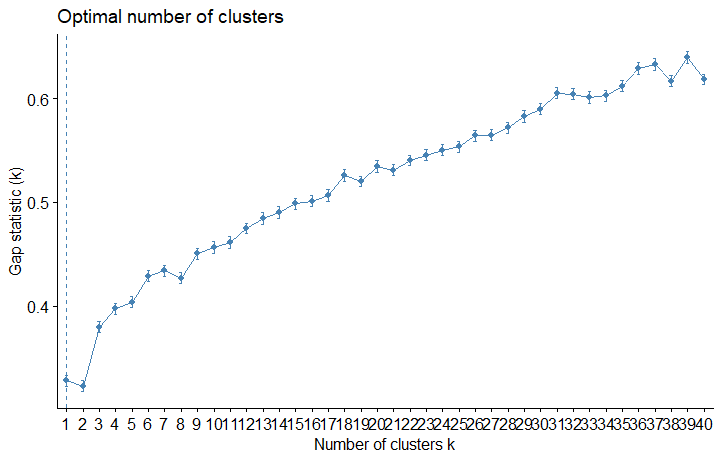 Optimal number of clusters
Gap statistic (k)
0.6
0.5
0.4
1 2 3 4 5 6 7 8 9 10 11 12 13 14 15 16 17 18 19 20 21 22 23 24 25 26 27 28 29 30 31 32 33 34 35 36 37 38 39 40
Number of clusters k